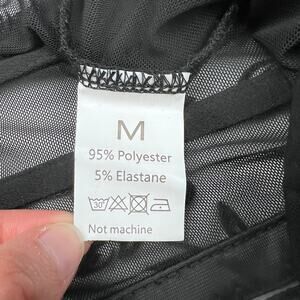 M
95% Polyester
5% Elastane
Not machine